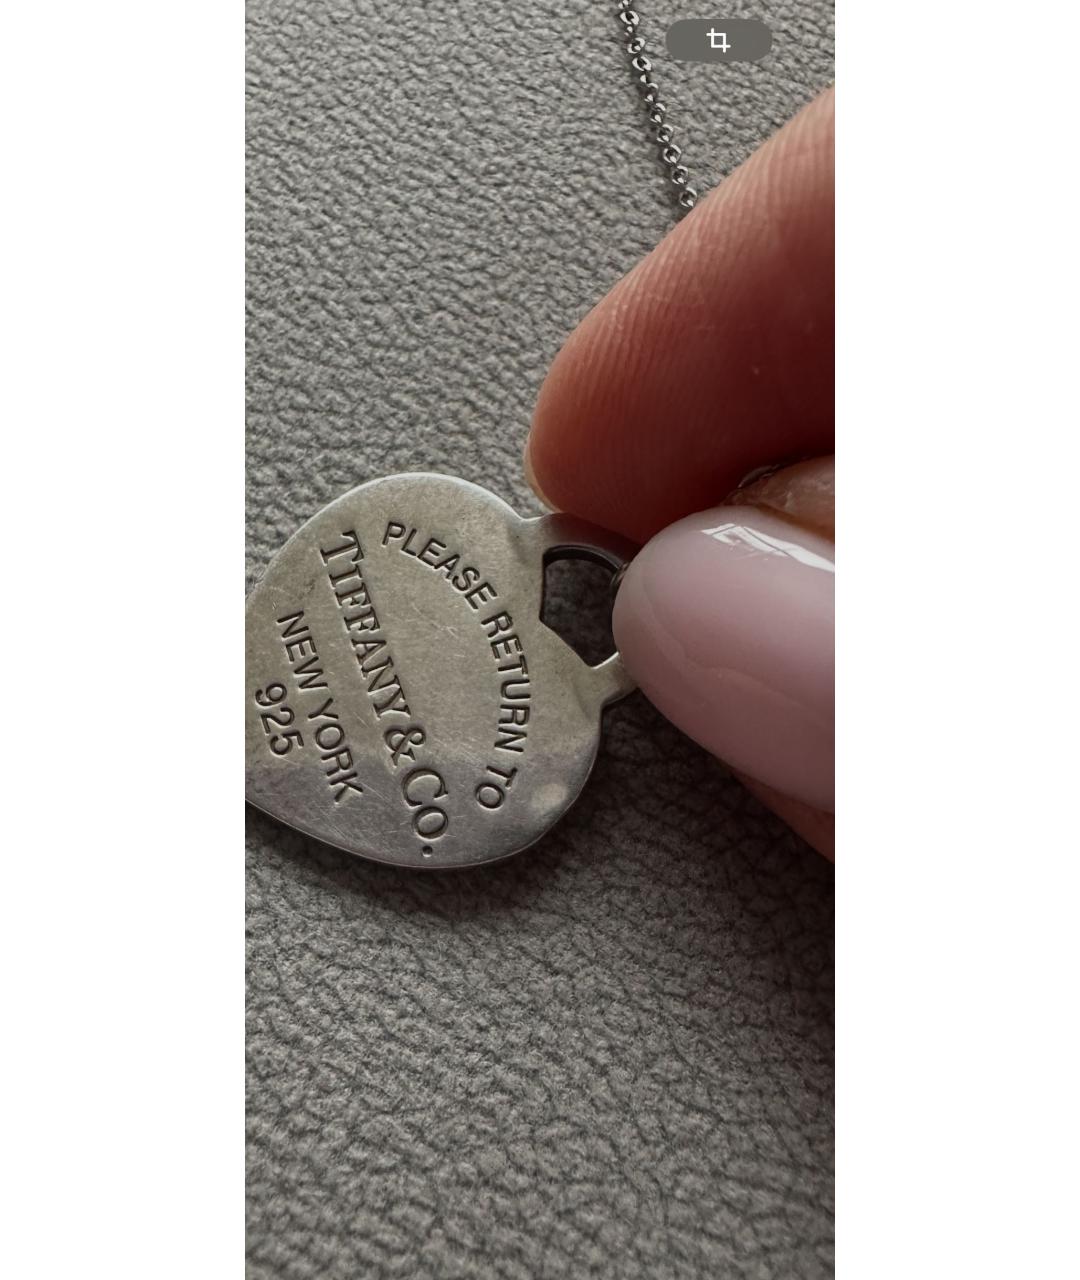 PLEASE RETURN TO
TIFFANY & CO.
NEW YORK
925